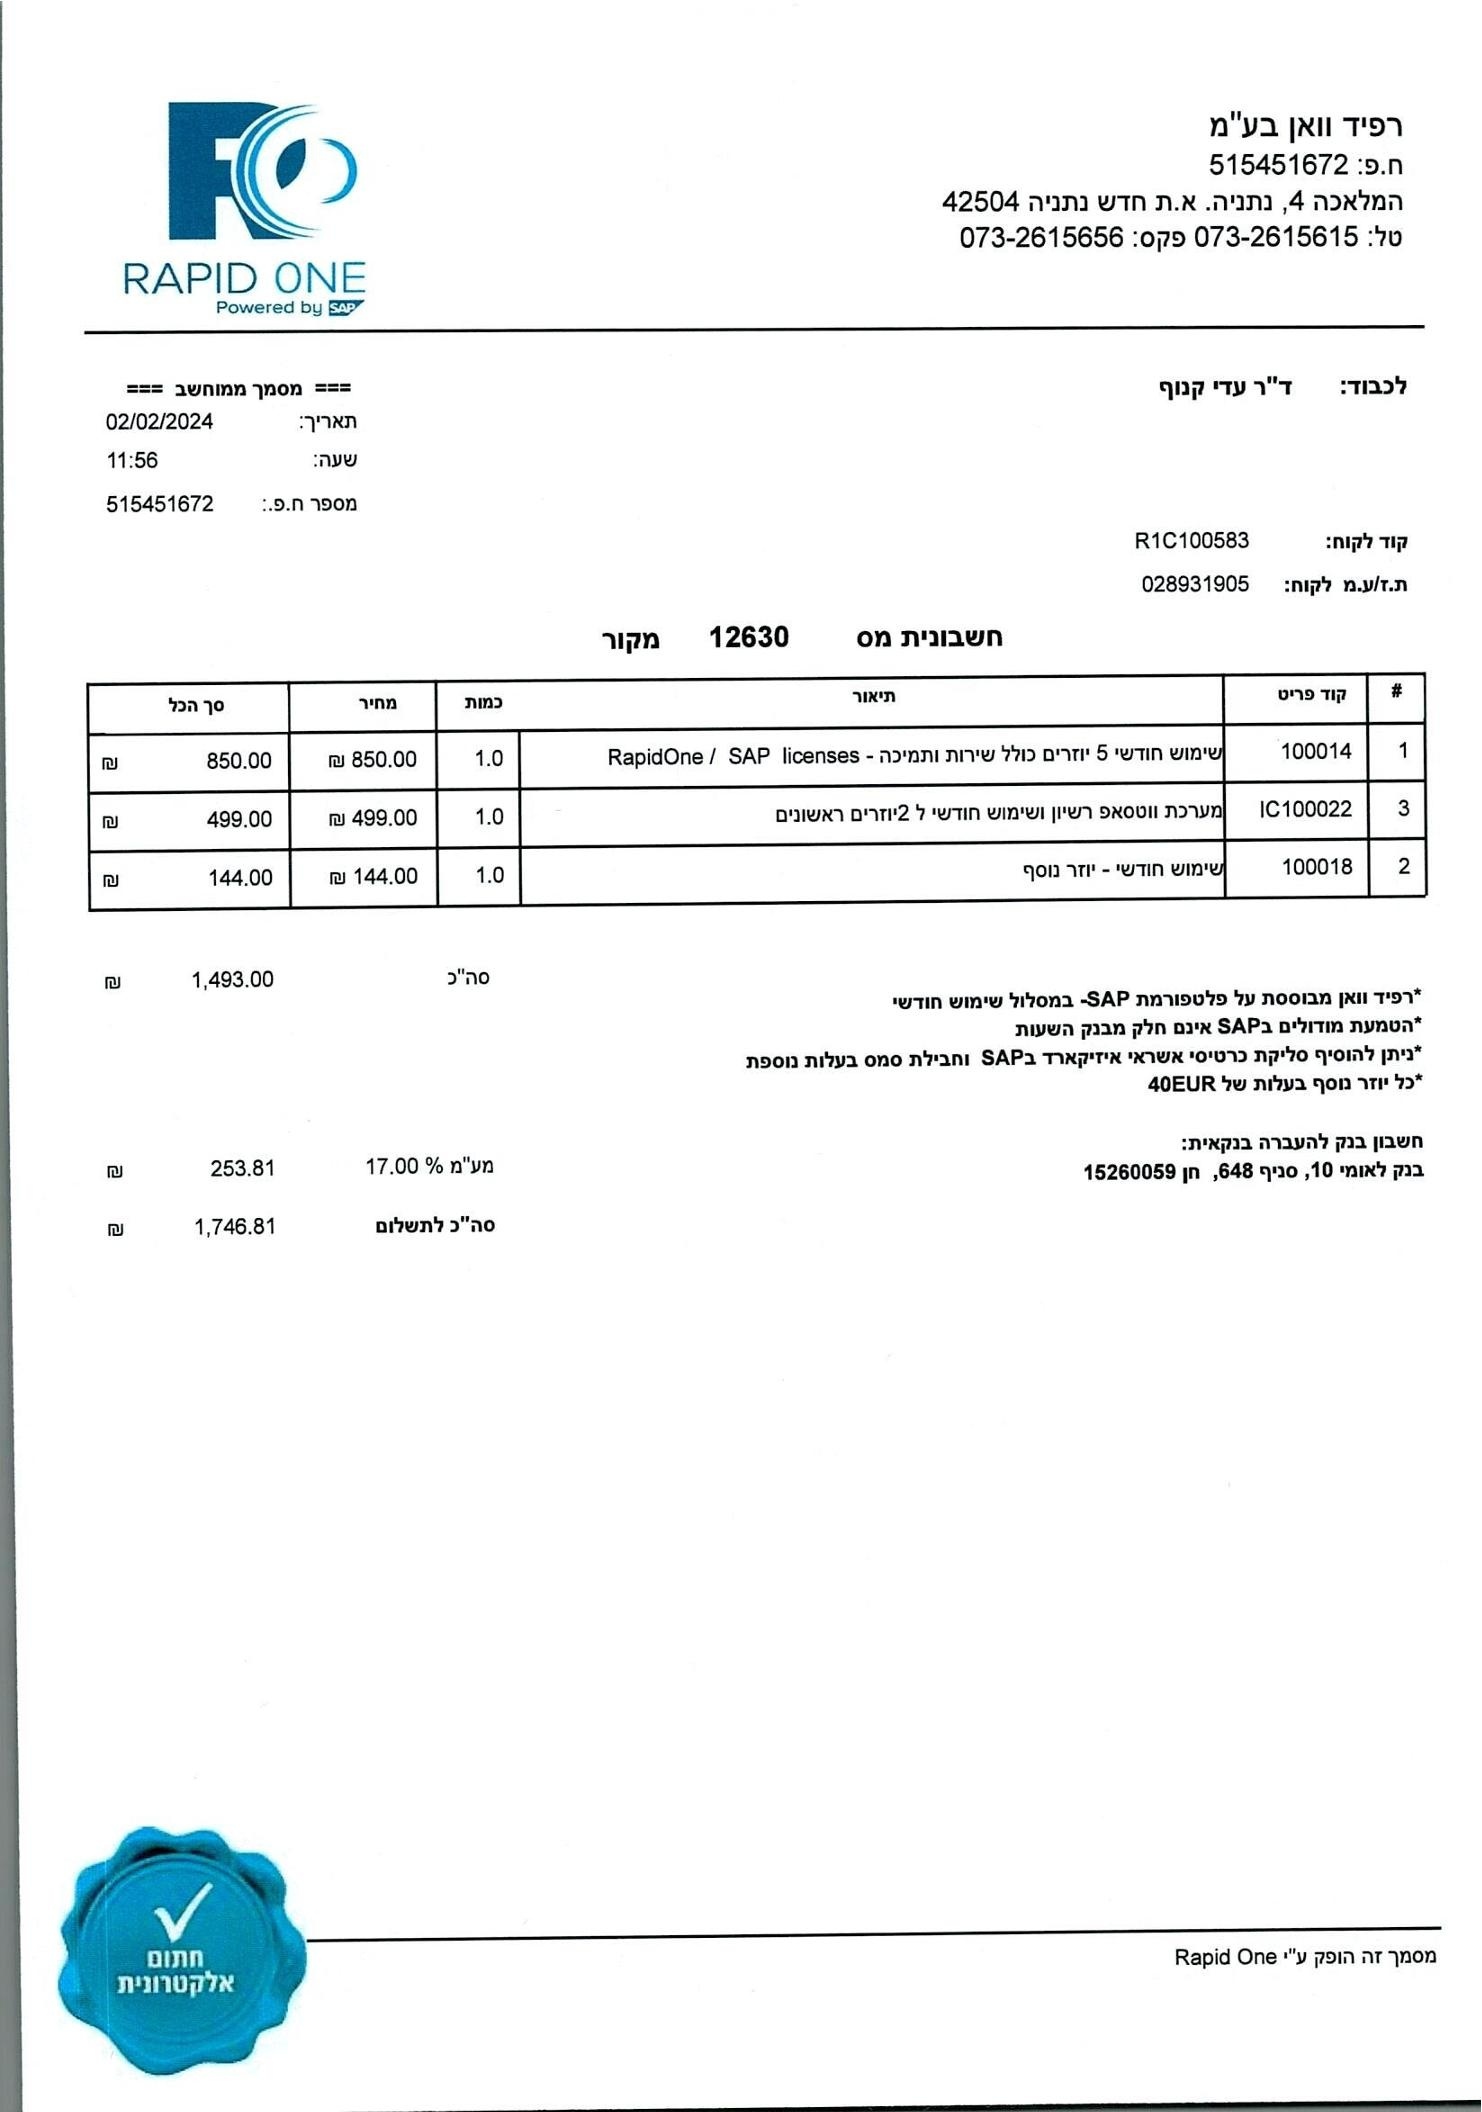 רפיד וואן בע"מ
ח.פ: 515451672
המלאכה 4, נתניה. א.ת חדש נתניה 42504
טל: 073-2615615 פקס: 073-2615656
RAPID ONE
Powered by SAP
לכבוד: ד"ר עדי קנוף
=== מסמך ממוחשב ===
תאריך: 02/02/2024
שעה: 11:56
מספר ח.פ.: 515451672
קוד לקוח: R1C100583
ת.ז/ע.מ לקוח: 028931905
חשבונית מס 12630 מקור
# קוד פריט תיאור כמות מחיר סך הכל
1 100014 שימוש חודשי 5 יוזרים כולל שירות ותמיכה - RapidOne / SAP licenses 1.0 850.00 ₪ 850.00 ₪
3 IC100022 מערכת ווטסאפ רשיון ושימוש חודשי ל 2יוזרים ראשונים 1.0 499.00 ₪ 499.00 ₪
2 100018 שימוש חודשי - יוזר נוסף 1.0 144.00 ₪ 144.00 ₪
סה"כ 1,493.00 ₪
*רפיד וואן מבוססת על פלטפורמת SAP- במסלול שימוש חודשי
*הטמעת מודולים בSAP אינם חלק מבנק השעות
*ניתן להוסיף סליקת כרטיסי אשראי איזיקארד בSAP וחבילת סמס בעלות נוספת
*כל יוזר נוסף בעלות של 40EUR
חשבון בנק להעברה בנקאית:
בנק לאומי 10, סניף 648, חן 15260059
מע"מ % 17.00 253.81 ₪
סה"כ לתשלום 1,746.81 ₪
חתום
אלקטרונית
מסמך זה הופק ע"י Rapid One